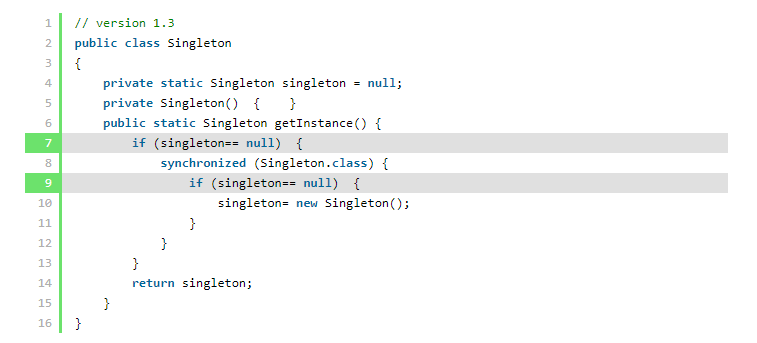 1 // version 1.3
2 public class Singleton
3 {
4     private static Singleton singleton = null;
5     private Singleton()  {    }
6     public static Singleton getInstance() {
7         if (singleton== null)  {
8             synchronized (Singleton.class) {
9                 if (singleton== null)  {
10                     singleton= new Singleton();
11                 }
12             }
13         }
14         return singleton;
15     }
16 }